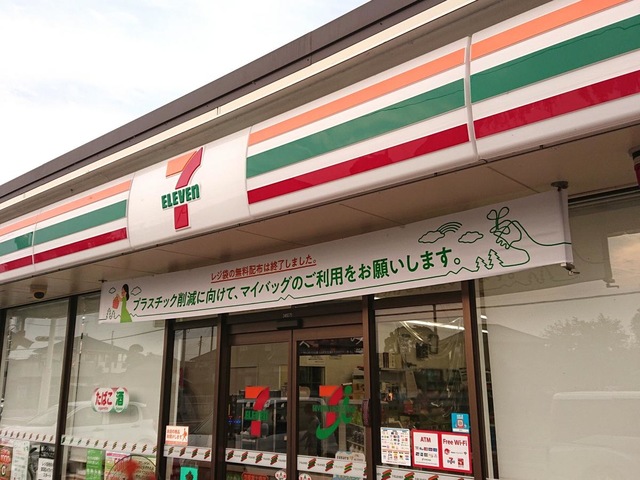 7
ELEVEn
レジ袋の無料配布は終了しました。
プラスチック削減に向けて、マイバッグのご利用をお願いします。
たばこ 酒
ATM
Free Wi-Fi